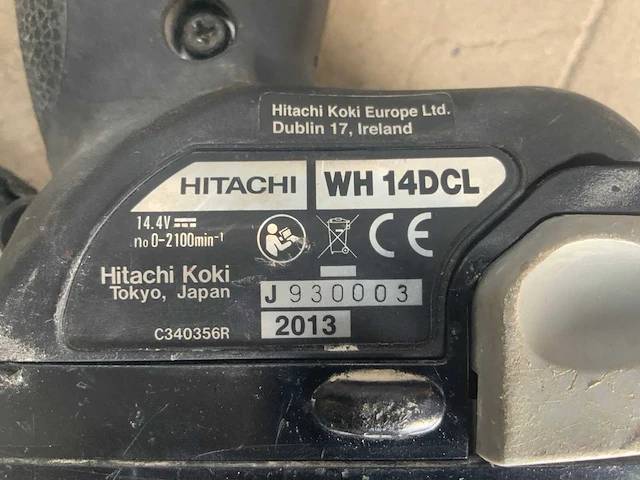 Hitachi Koki Europe Ltd.
Dublin 17, Ireland
HITACHI WH 14DCL
14.4V⎓
no 0-2100min-1
CE
Hitachi Koki
Tokyo, Japan
J 930003
C340356R
2013